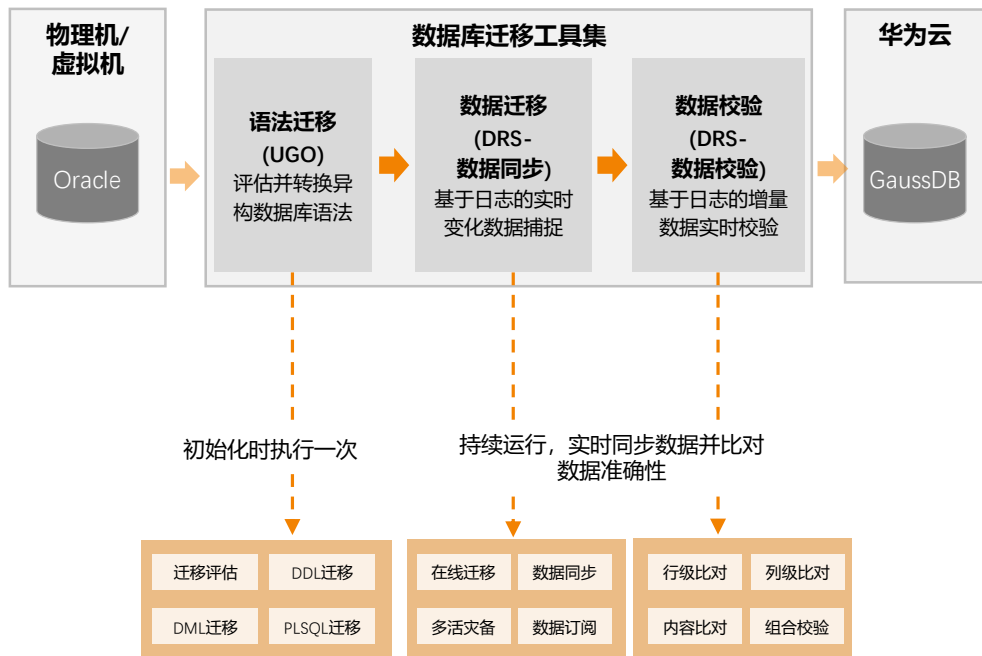 物理机/
虚拟机
Oracle
数据库迁移工具集
语法迁移
(UGO)
评估并转换异
构数据库语法
数据迁移
(DRS-
数据同步)
基于日志的实时
变化数据捕捉
数据校验
(DRS-
数据校验)
基于日志的增量
数据实时校验
华为云
GaussDB
初始化时执行一次
持续运行，实时同步数据并比对
数据准确性
迁移评估
DDL迁移
DML迁移
PLSQL迁移
在线迁移
数据同步
多活灾备
数据订阅
行级比对
列级比对
内容比对
组合校验